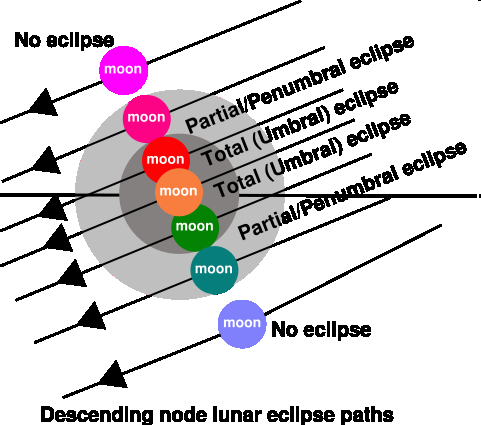 No eclipse
moon
Partial/Penumbral eclipse
moon
Total (Umbral) eclipse
moon
Total (Umbral) eclipse
moon
Partial/Penumbral eclipse
moon
moon
moon
No eclipse
Descending node lunar eclipse paths